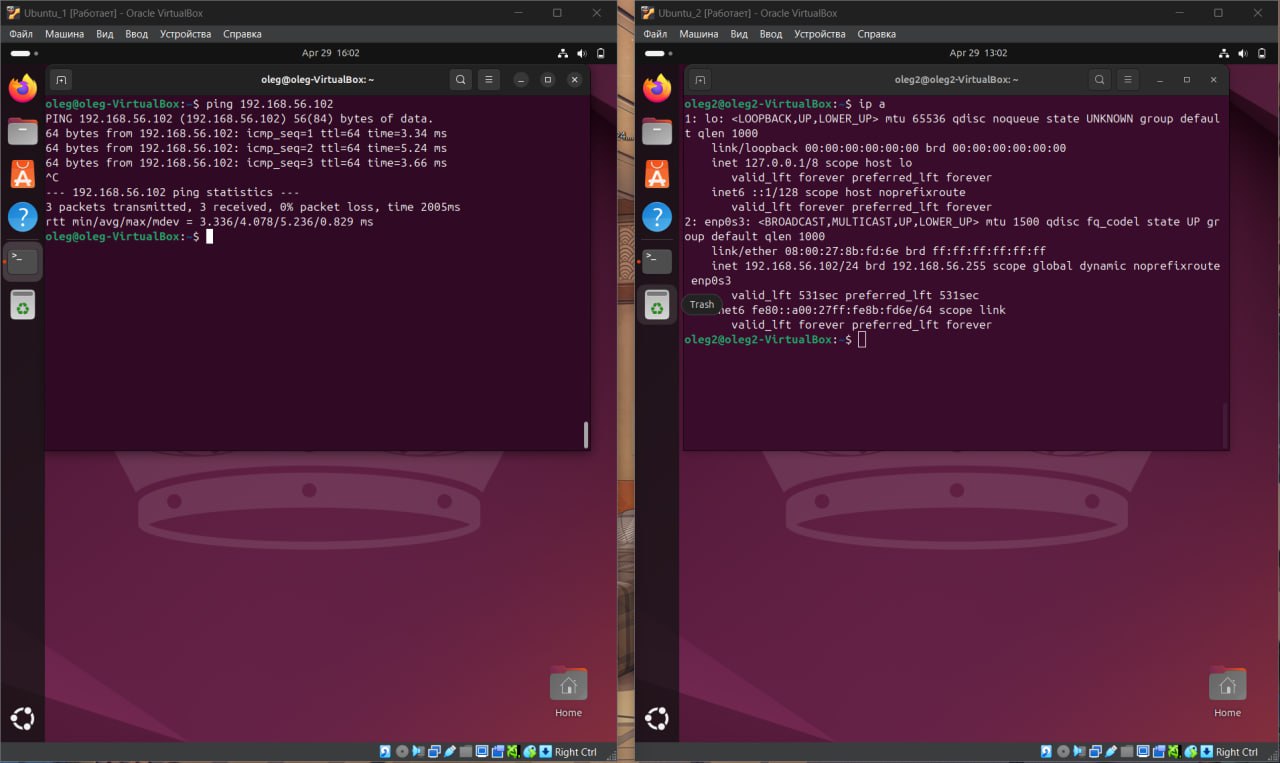 Ubuntu_1 [Работает] - Oracle VirtualBox
Файл Машина Вид Ввод Устройства Справка
Apr 29 16:02
oleg@oleg-VirtualBox: ~
oleg@oleg-VirtualBox:~$ ping 192.168.56.102
PING 192.168.56.102 (192.168.56.102) 56(84) bytes of data.
64 bytes from 192.168.56.102: icmp_seq=1 ttl=64 time=3.34 ms
64 bytes from 192.168.56.102: icmp_seq=2 ttl=64 time=5.24 ms
64 bytes from 192.168.56.102: icmp_seq=3 ttl=64 time=3.66 ms
^C
--- 192.168.56.102 ping statistics ---
3 packets transmitted, 3 received, 0% packet loss, time 2005ms
rtt min/avg/max/mdev = 3.336/4.078/5.236/0.829 ms
oleg@oleg-VirtualBox:~$
Home
Right Ctrl
Ubuntu_2 [Работает] - Oracle VirtualBox
Файл Машина Вид Ввод Устройства Справка
Apr 29 13:02
oleg2@oleg2-VirtualBox: ~
oleg2@oleg2-VirtualBox:~$ ip a
1: lo: <LOOPBACK,UP,LOWER_UP> mtu 65536 qdisc noqueue state UNKNOWN group defaul
t qlen 1000
link/loopback 00:00:00:00:00:00 brd 00:00:00:00:00:00
inet 127.0.0.1/8 scope host lo
valid_lft forever preferred_lft forever
inet6 ::1/128 scope host noprefixroute
valid_lft forever preferred_lft forever
2: enp0s3: <BROADCAST,MULTICAST,UP,LOWER_UP> mtu 1500 qdisc fq_codel state UP gr
oup default qlen 1000
link/ether 08:00:27:8b:fd:6e brd ff:ff:ff:ff:ff:ff
inet 192.168.56.102/24 brd 192.168.56.255 scope global dynamic noprefixroute
enp0s3
valid_lft 531sec preferred_lft 531sec
Trash
net6 fe80::a00:27ff:fe8b:fd6e/64 scope link
valid_lft forever preferred_lft forever
oleg2@oleg2-VirtualBox:~$
Home
Right Ctrl